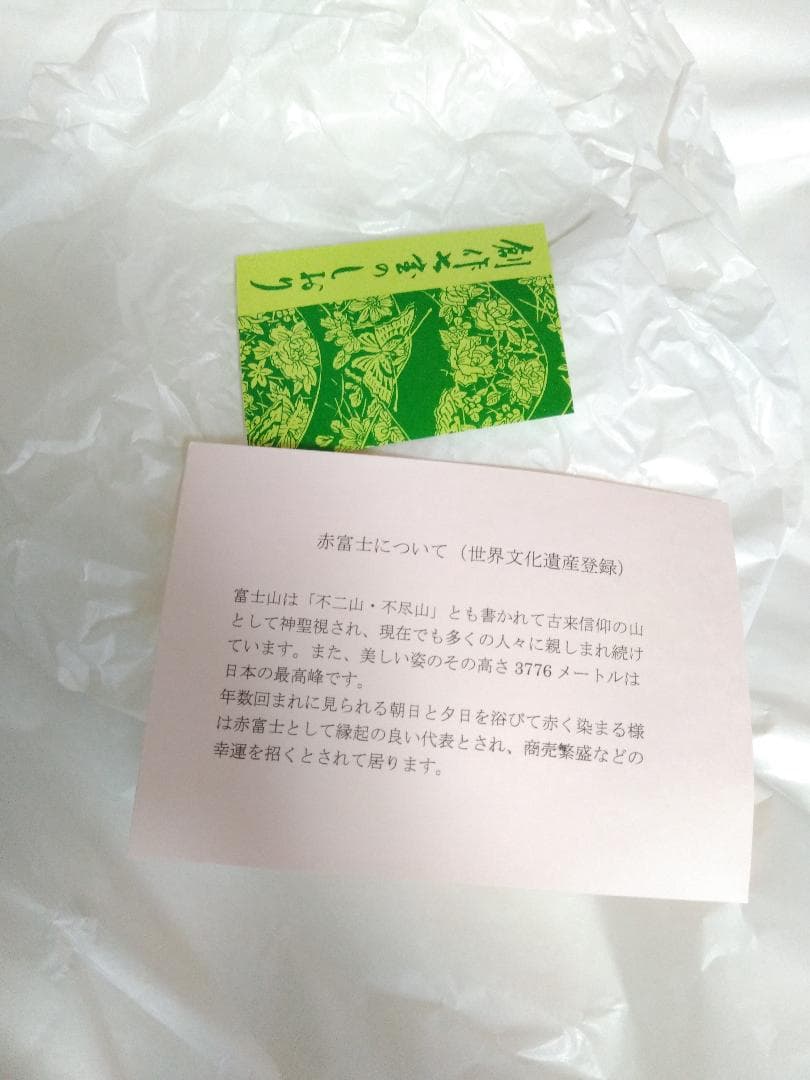 創作七宝のしおり
赤富士について（世界文化遺産登録）
富士山は「不二山・不尽山」とも書かれて古来信仰の山
として神聖視され、現在でも多くの人々に親しまれ続け
ています。また、美しい姿のその高さ 3776 メートルは
日本の最高峰です。
年数回まれに見られる朝日と夕日を浴びて赤く染まる様
は赤富士として縁起の良い代表とされ、商売繁盛などの
幸運を招くとされて居ります。